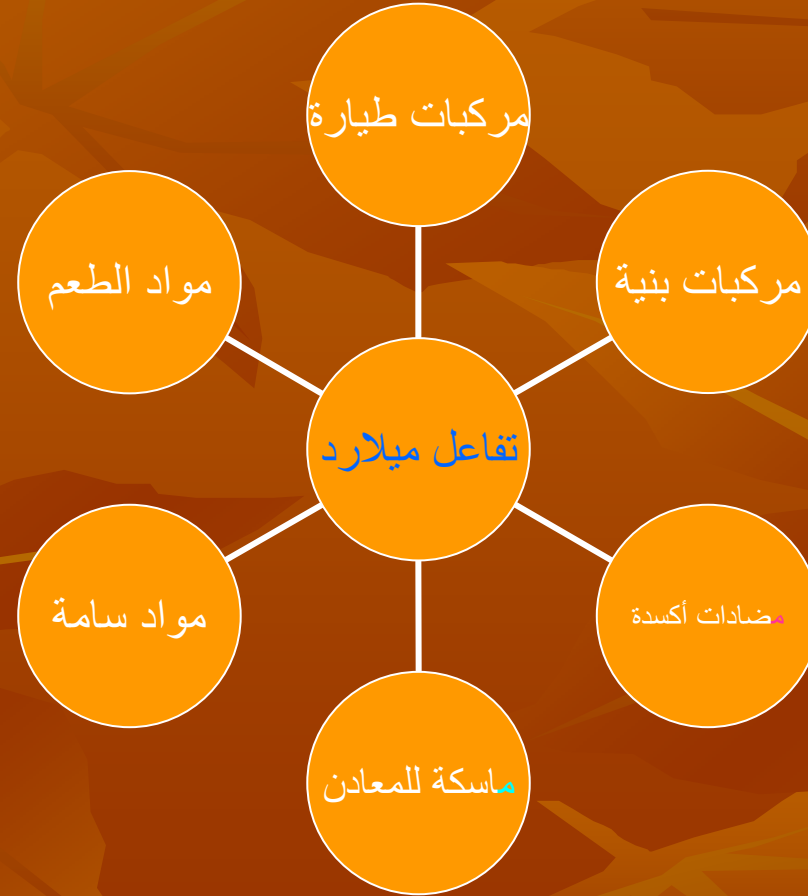 مركبات طيارة
مركبات بنية
مواد الطعم
تفاعل ميلارد
مضادات أكسدة
مواد سامة
ماسكة للمعادن